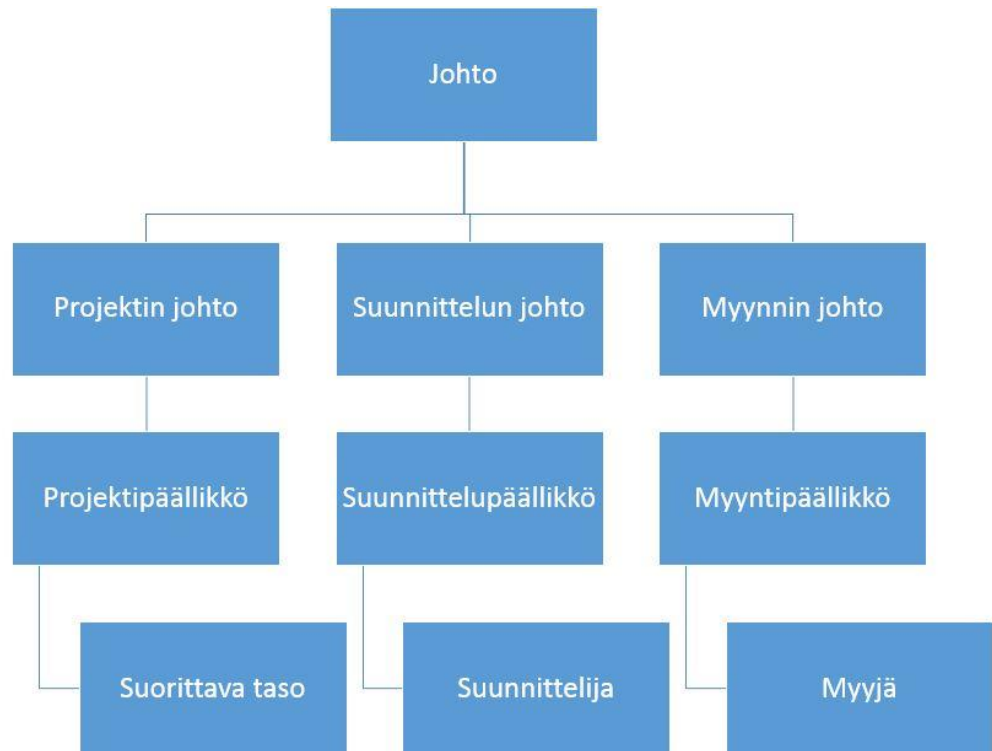 Johto
Projektin johto
Suunnittelun johto
Myynnin johto
Projektipäällikkö
Suunnittelupäällikkö
Myyntipäällikkö
Suorittava taso
Suunnittelija
Myyjä